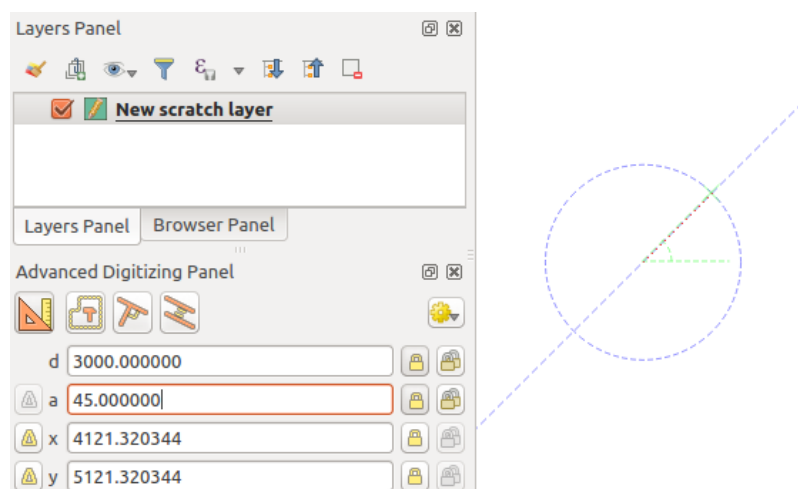 Layers Panel
New scratch layer
Layers Panel Browser Panel
Advanced Digitizing Panel
d 3000.000000
a 45.000000
x 4121.320344
y 5121.320344